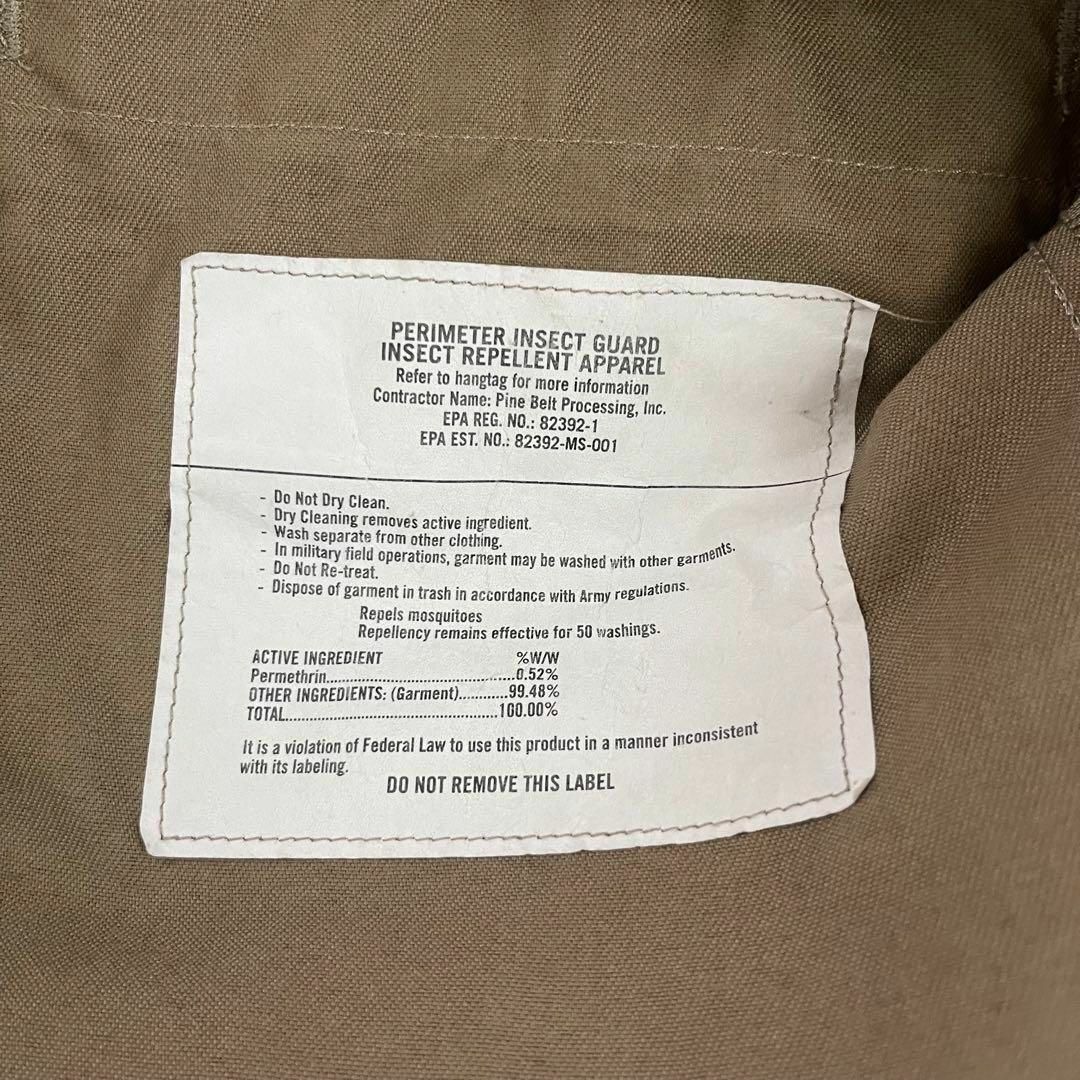 PERIMETER INSECT GUARD
INSECT REPELLENT APPAREL
Refer to hangtag for more information
Contractor Name: Pine Belt Processing, Inc.
EPA REG. NO.: 82392-1
EPA EST. NO.: 82392-MS-001
- Do Not Dry Clean.
- Dry Cleaning removes active ingredient.
- Wash separate from other clothing.
- In military field operations, garment may be washed with other garments.
- Do Not Re-treat.
- Dispose of garment in trash in accordance with Army regulations.
Repels mosquitoes
Repellency remains effective for 50 washings.
ACTIVE INGREDIENT %W/W
Permethrin..............................................0.52%
OTHER INGREDIENTS: (Garment)............99.48%
TOTAL....................................................100.00%
It is a violation of Federal Law to use this product in a manner inconsistent
with its labeling.
DO NOT REMOVE THIS LABEL